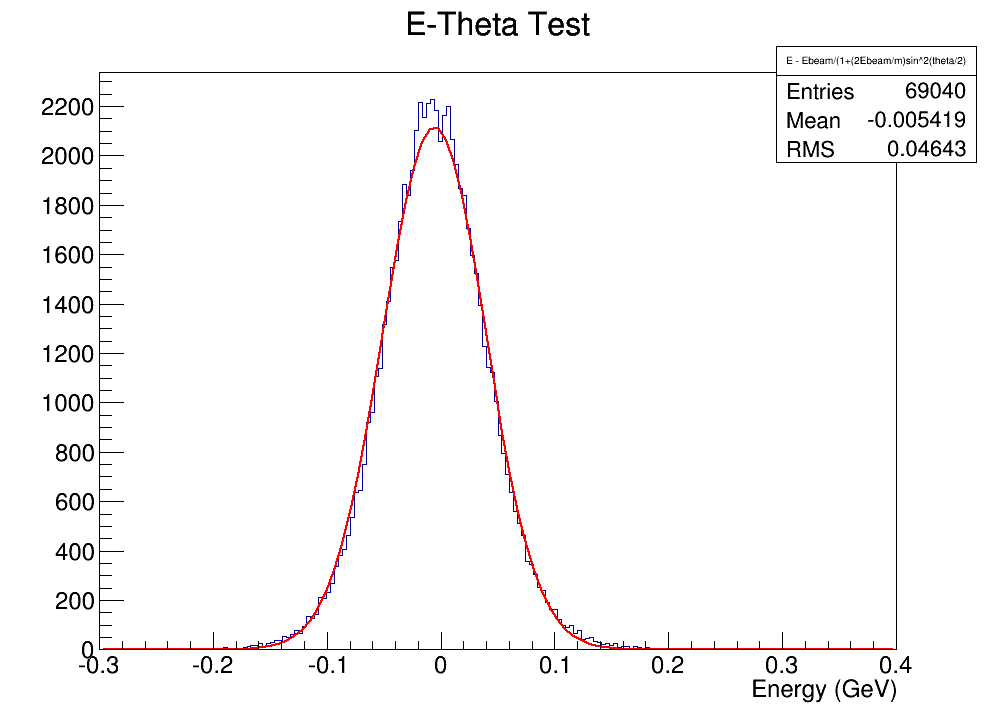 E-Theta Test
E - Ebeam/(1+(2Ebeam/m)sin^2(theta/2)
Entries 69040
Mean -0.005419
RMS 0.04643
2200
2000
1800
1600
1400
1200
1000
800
600
400
200
0
-0.3 -0.2 -0.1 0 0.1 0.2 0.3 0.4
Energy (GeV)